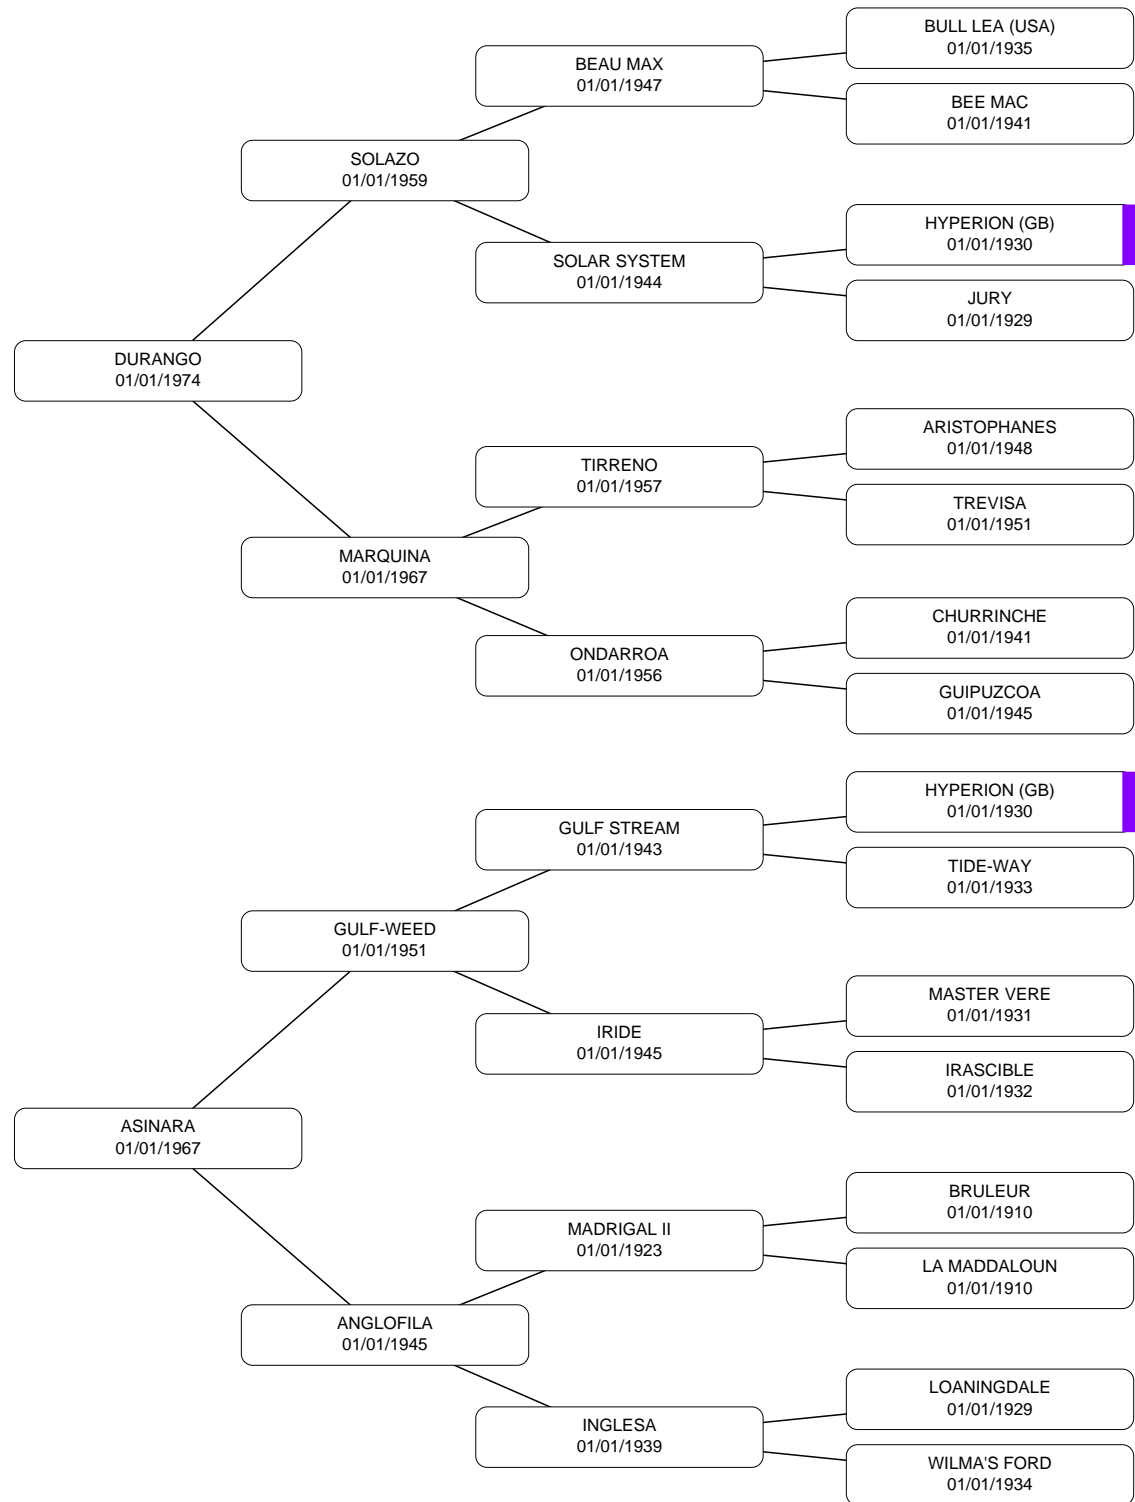 BULL LEA (USA)
01/01/1935
BEAU MAX
01/01/1947
BEE MAC
01/01/1941
SOLAZO
01/01/1959
HYPERION (GB)
01/01/1930
SOLAR SYSTEM
01/01/1944
JURY
01/01/1929
DURANGO
01/01/1974
ARISTOPHANES
01/01/1948
TIRRENO
01/01/1957
TREVISA
01/01/1951
MARQUINA
01/01/1967
CHURRINCHE
01/01/1941
ONDARROA
01/01/1956
GUIPUZCOA
01/01/1945
HYPERION (GB)
01/01/1930
GULF STREAM
01/01/1943
TIDE-WAY
01/01/1933
GULF-WEED
01/01/1951
MASTER VERE
01/01/1931
IRIDE
01/01/1945
IRASCIBLE
01/01/1932
ASINARA
01/01/1967
BRULEUR
01/01/1910
MADRIGAL II
01/01/1923
LA MADDALOUN
01/01/1910
ANGLOFILA
01/01/1945
LOANINGDALE
01/01/1929
INGLESA
01/01/1939
WILMA'S FORD
01/01/1934